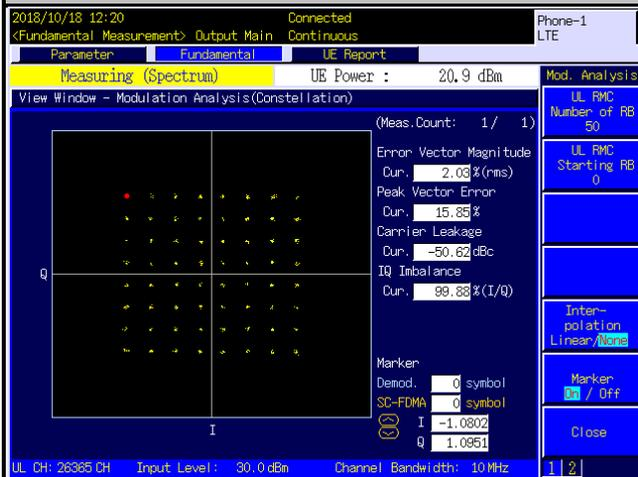 2018/10/18 12:20 Connected Phone-1
<Fundamental Measurement> Output Main Continuous LTE
Parameter Fundamental UE Report
Measuring (Spectrum) UE Power : 20.9 dBm Mod. Analysis
View Window - Modulation Analysis(Constellation)
UL RMC
Number of RB
50
UL RMC
Starting RB
0
(Meas.Count: 1/ 1)
Error Vector Magnitude
Cur. 2.03 %(rms)
Peak Vector Error
Cur. 15.85 %
Carrier Leakage
Cur. -50.62 dBc
IQ Imbalance
Cur. 99.88 %(I/Q)
Q
I
Marker
Demod. 0 symbol
SC-FDMA 0 symbol
I -1.0802
Q 1.0951
Inter-
polation
Linear/None
Marker
On / Off
Close
UL CH: 26365 CH Input Level: 30.0 dBm Channel Bandwidth: 10 MHz
1 2